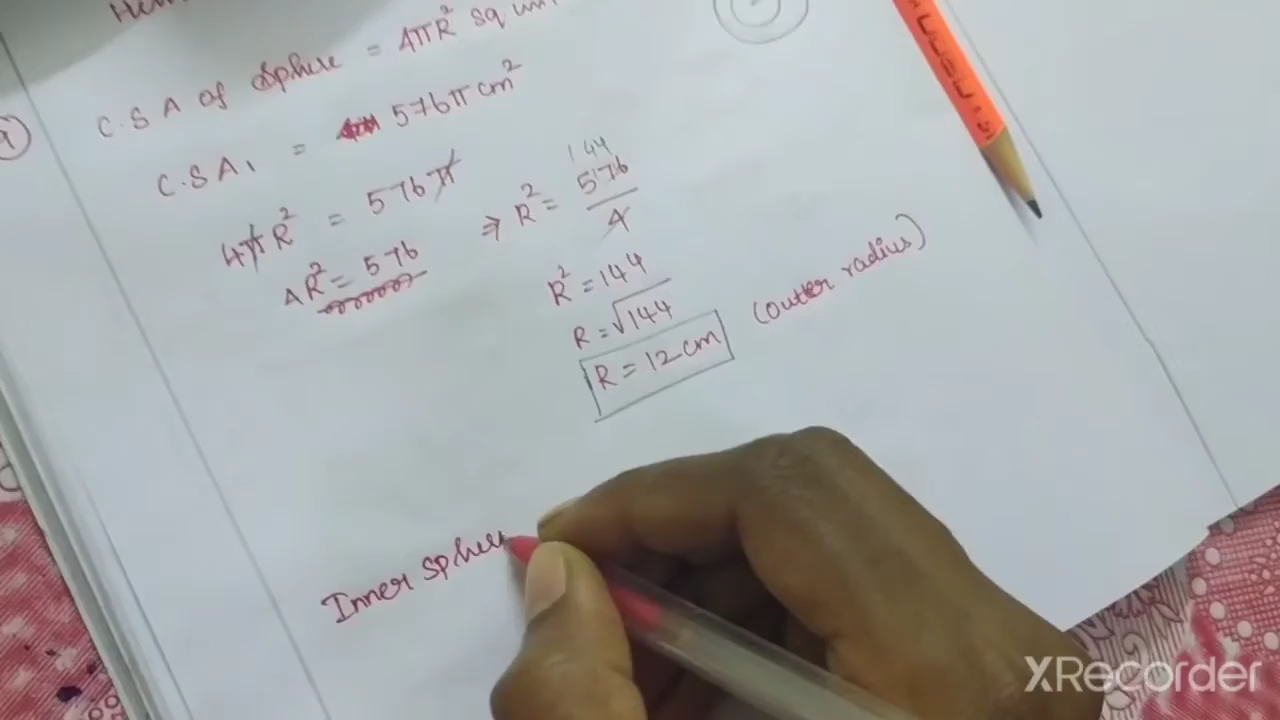 C.S A of Sphere = 4πR² sq
C.S A₁ = 576π cm²
4πR² = 576π
4R² = 576
⇒ R² = 576/4
144
R² = 144
R = √144
R = 12 cm (outer radius)
Inner sphere
XRecorder